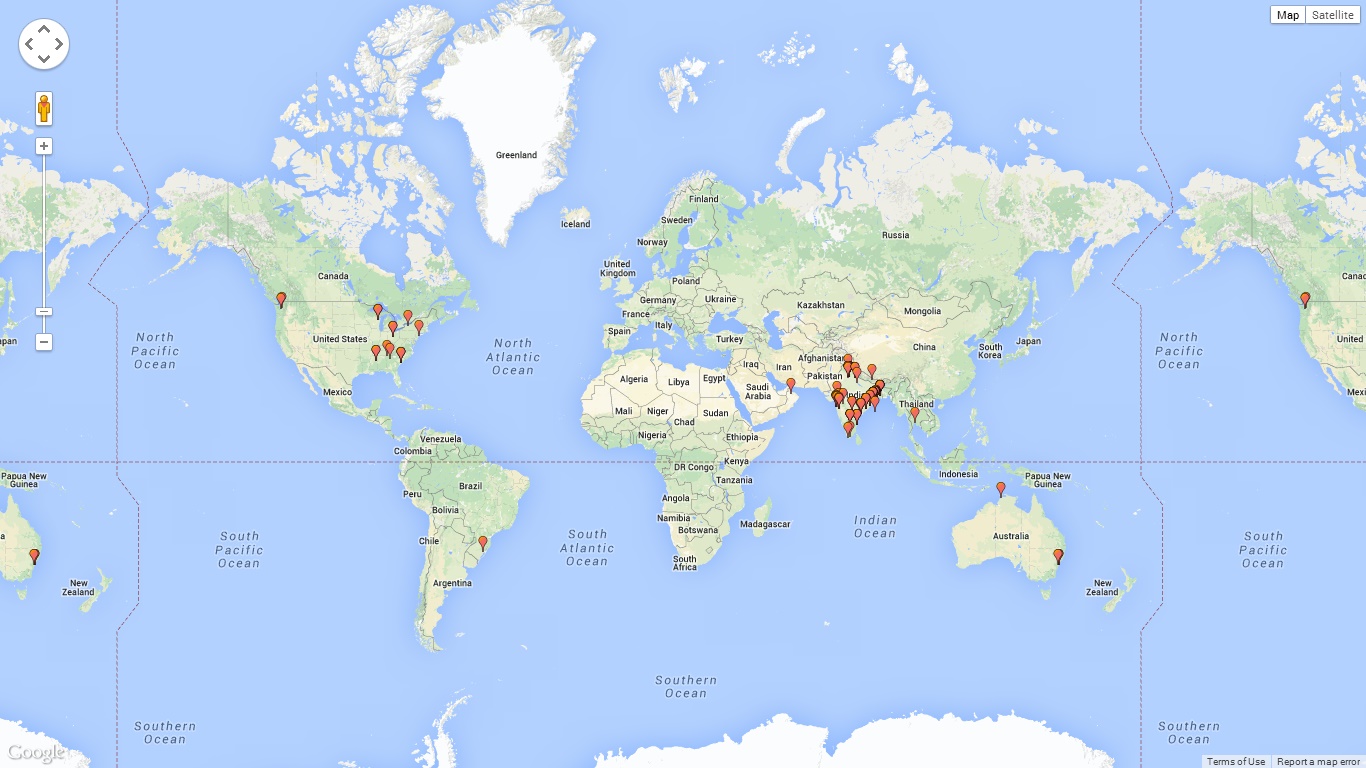 Map
Satellite
Greenland
Finland
Iceland
Sweden
Russia
Norway
United
Kingdom
Canada
Canac
Poland
Germany
Ukraine
Kazakhstan
France
Mongolia
Italy
Spain
United States
Turkey
China
South
Korea
Japan
pan
United
North
Pacific
Ocean
North
Atlantic
Ocean
North
Pacific
Ocean
Afghanistan
Iraq
Iran
Pakistan
Algeria
Libya
Egypt
Saudi
Arabia
Mexico
Mexi
India
Mali
Niger
Sudan
Thailand
Chad
Nigeria
Ethiopia
Venezuela
Colombia
Kenya
DR Congo
Tanzania
Indonesia
Papua New
Guinea
Papua New
Guinea
Brazil
Peru
Angola
Bolivia
Namibia
Botswana
Madagascar
Indian
Ocean
Australia
a
Chile
South
Africa
South
Pacific
Ocean
South
Atlantic
Ocean
South
Pacific
Ocean
Argentina
New
Zealand
New
Zealand
Southern
Ocean
Southern
Ocean
Southern
Ocean
Google
Terms of Use
Report a map error